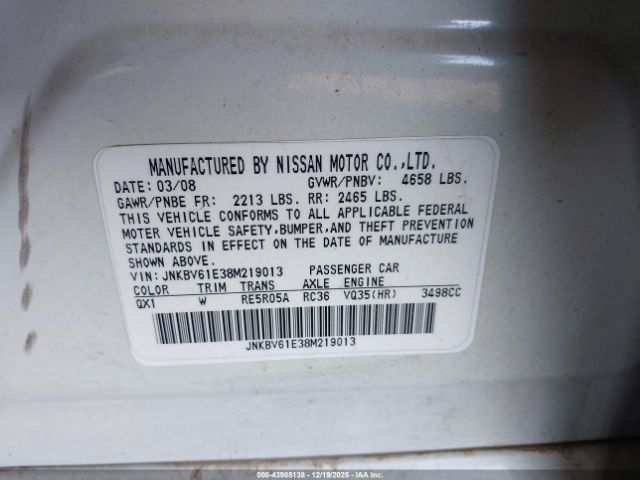 MANUFACTURED BY NISSAN MOTOR CO.,LTD.
DATE: 03/08 GVWR/PNBV: 4658 LBS.
GAWR/PNBE FR: 2213 LBS. RR: 2465 LBS.
THIS VEHICLE CONFORMS TO ALL APPLICABLE FEDERAL
MOTER VEHICLE SAFETY,BUMPER,AND THEFT PREVENTION
STANDARDS IN EFFECT ON THE DATE OF MANUFACTURE
SHOWN ABOVE.
VIN: JNKBV61E38M219013 PASSENGER CAR
COLOR TRIM TRANS AXLE ENGINE
QX1 W RE5R05A RC36 VQ35(HR) 3498CC
JNKBV61E38M219013
000-43985138 - 12/19/2025 - IAA Inc.